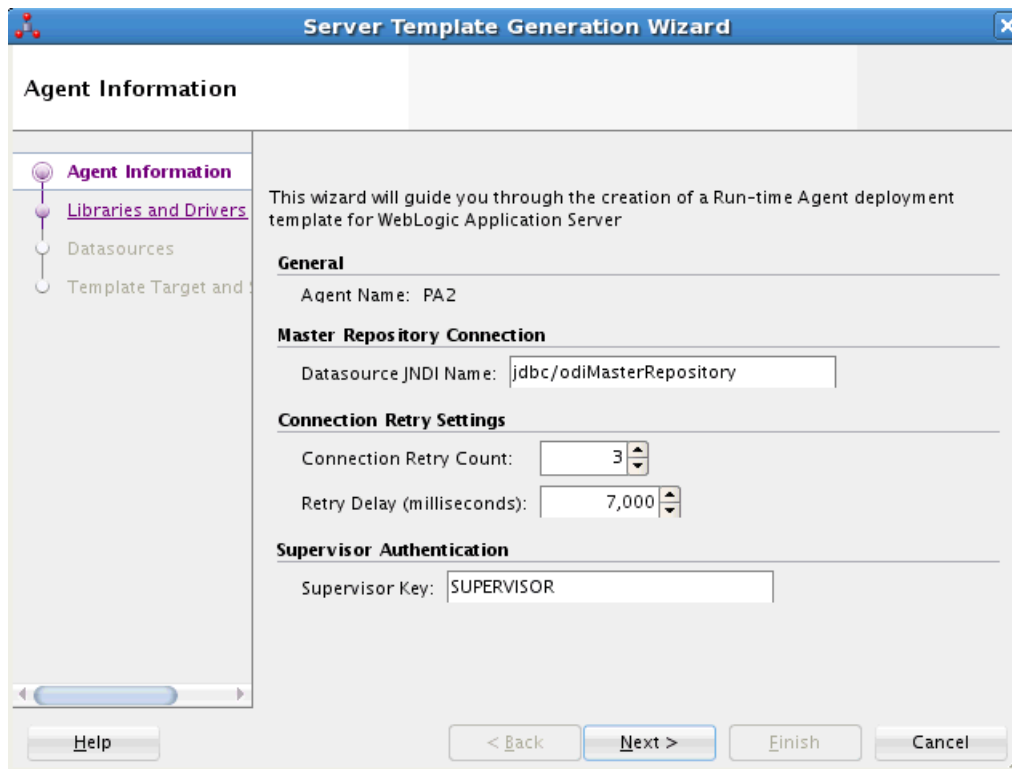 Server Template Generation Wizard
Agent Information
Agent Information
Libraries and Drivers
Datasources
Template Target and
This wizard will guide you through the creation of a Run-time Agent deployment
template for WebLogic Application Server
General
Agent Name: PA2
Master Repository Connection
Datasource JNDI Name: jdbc/odiMasterRepository
Connection Retry Settings
Connection Retry Count: 3
Retry Delay (milliseconds): 7,000
Supervisor Authentication
Supervisor Key: SUPERVISOR
Help
< Back
Next >
Finish
Cancel